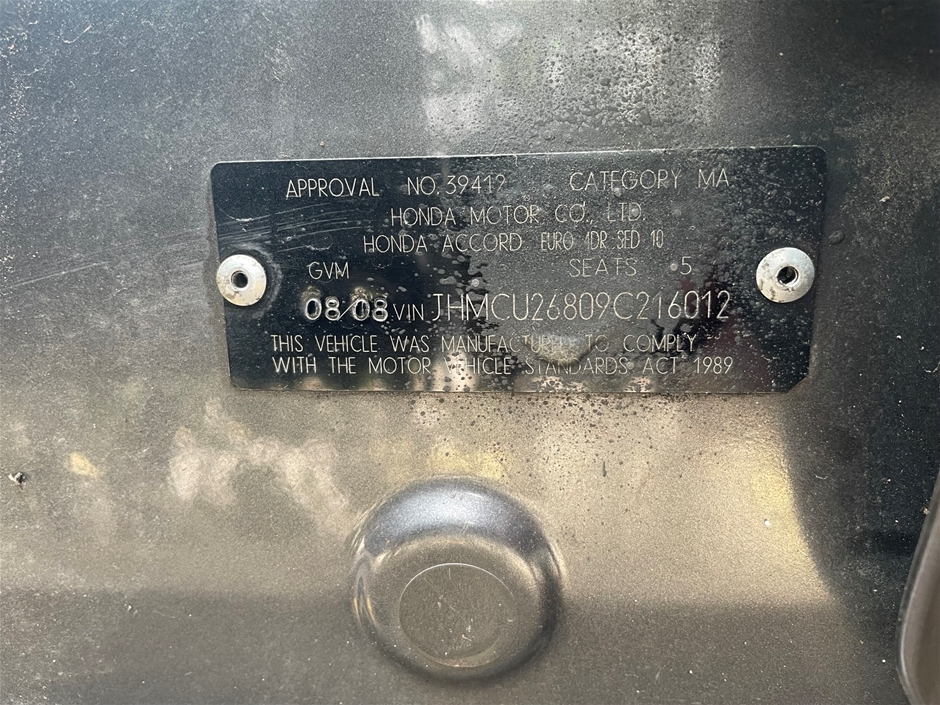 APPROVAL NO. 39419 CATEGORY MA
HONDA MOTOR CO., LTD.
HONDA ACCORD EURO 4DR SED 10
GVM SEATS 5
08/08 VIN JHMCU26809C216012
THIS VEHICLE WAS MANUFACTURED TO COMPLY
WITH THE MOTOR VEHICLE STANDARDS ACT 1989